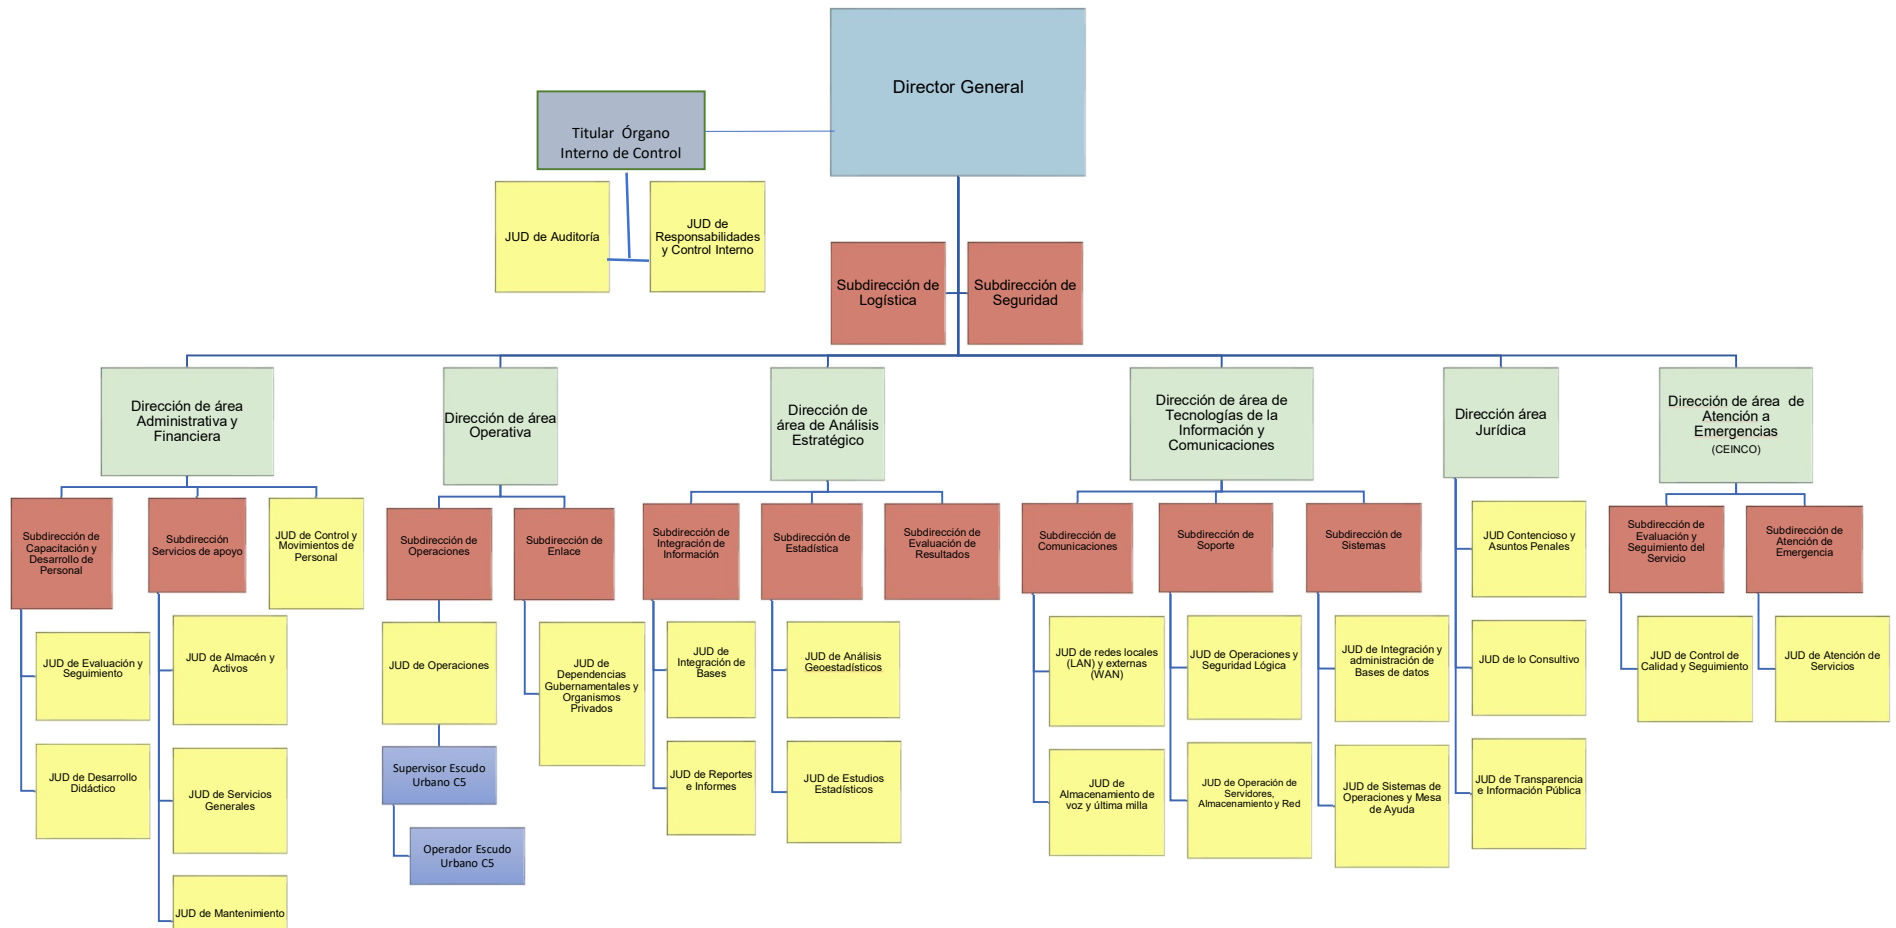 Director General
Titular Órgano
Interno de Control
JUD de Auditoría
JUD de
Responsabilidades
y Control Interno
Subdirección de
Logística
Subdirección de
Seguridad
Dirección de área
Administrativa y
Financiera
Dirección de área
Operativa
Dirección de
área de Análisis
Estratégico
Dirección de área de
Tecnologías de la
Información y
Comunicaciones
Dirección área
Jurídica
Dirección de área de
Atención a
Emergencias
(CEINCO)
Subdirección de
Capacitación y
Desarrollo de
Personal
Subdirección
Servicios de apoyo
JUD de Control y
Movimientos de
Personal
Subdirección de
Operaciones
Subdirección de
Enlace
Subdirección de
Integración de
Información
Subdirección de
Estadística
Subdirección de
Evaluación de
Resultados
Subdirección de
Comunicaciones
Subdirección de
Soporte
Subdirección de
Sistemas
JUD Contencioso y
Asuntos Penales
Subdirección de
Evaluación y
Seguimiento del
Servicio
Subdirección de
Atención de
Emergencia
JUD de Evaluación y
Seguimiento
JUD de Almacén y
Activos
JUD de Operaciones
JUD de
Dependencias
Gubernamentales y
Organismos
Privados
JUD de
Integración de
Bases
JUD de Análisis
Geoestadísticos
JUD de redes locales
(LAN) y externas
(WAN)
JUD de Operaciones y
Seguridad Lógica
JUD de Integración y
administración de
Bases de datos
JUD de lo Consultivo
JUD de Control de
Calidad y Seguimiento
JUD de Atención de
Servicios
JUD de Desarrollo
Didáctico
JUD de Servicios
Generales
Supervisor Escudo
Urbano C5
JUD de Reportes
e Informes
JUD de Estudios
Estadísticos
JUD de
Almacenamiento de
voz y última milla
JUD de Operación de
Servidores,
Almacenamiento y Red
JUD de Sistemas de
Operaciones y Mesa
de Ayuda
JUD de Transparencia
e Información Pública
Operador Escudo
Urbano C5
JUD de Mantenimiento